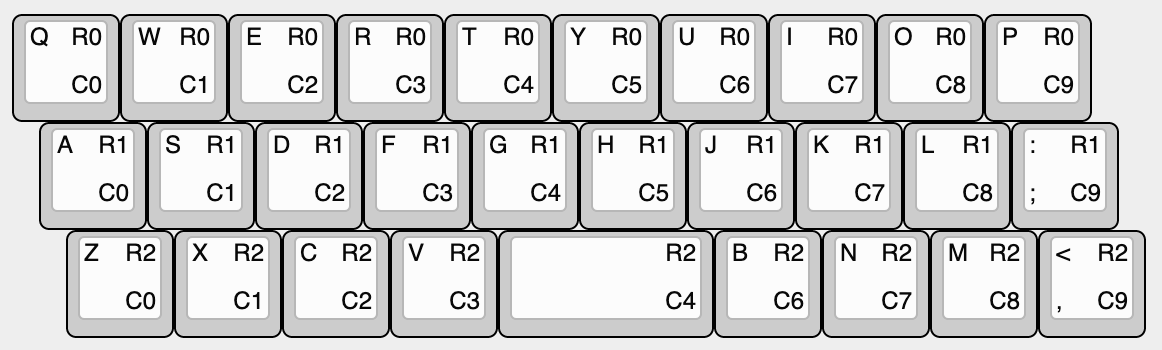 Q R0 W R0 E R0 R R0 T R0 Y R0 U R0 I R0 O R0 P R0
C0 C1 C2 C3 C4 C5 C6 C7 C8 C9
A R1 S R1 D R1 F R1 G R1 H R1 J R1 K R1 L R1 : R1
C0 C1 C2 C3 C4 C5 C6 C7 C8 ; C9
Z R2 X R2 C R2 V R2 R2 B R2 N R2 M R2 < R2
C0 C1 C2 C3 C4 C6 C7 C8 , C9